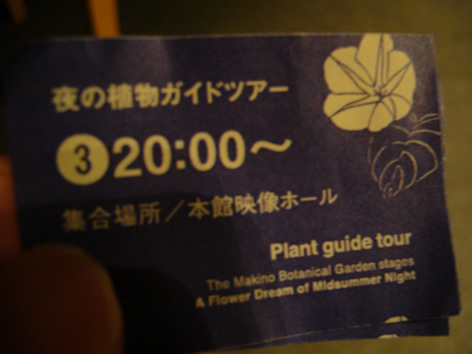 夜の植物ガイドツアー
③20:00〜
集合場所／本館映像ホール
Plant guide tour
The Makino Botanical Garden stages
A Flower Dream of Midsummer Night